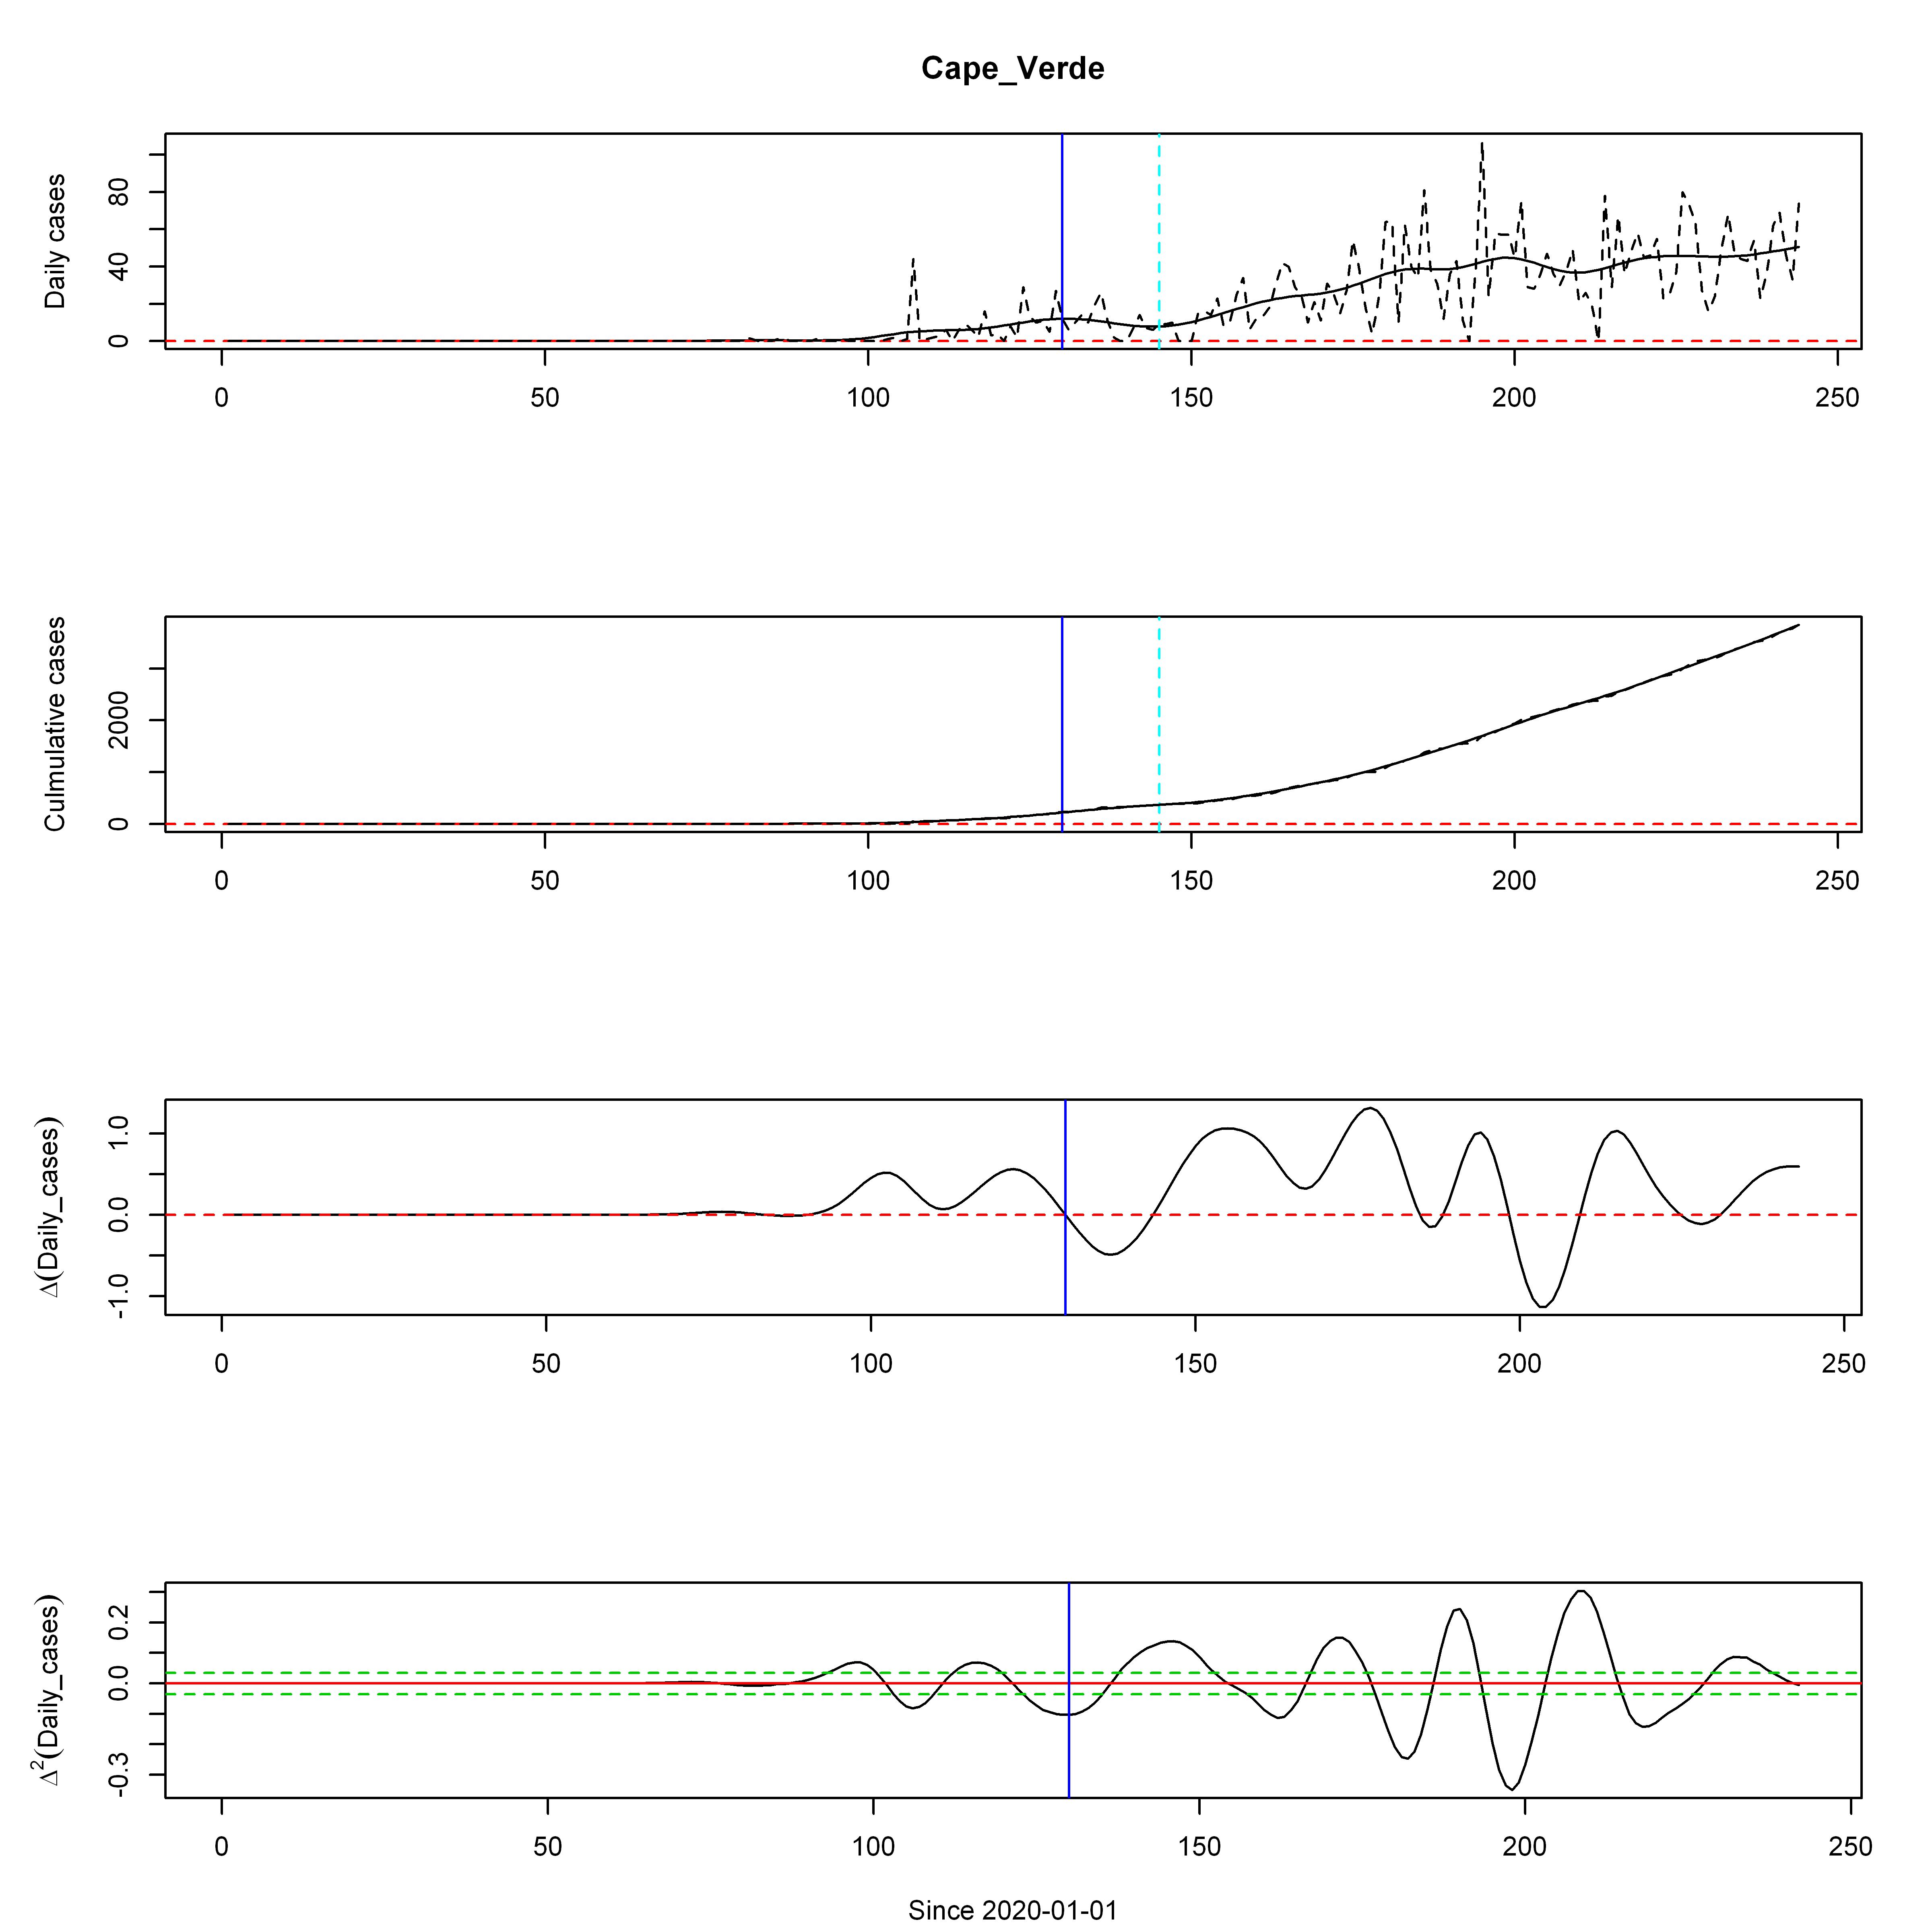 Cape_Verde
Daily cases
0 40 80
0 50 100 150 200 250
Culmulative cases
0 2000
0 50 100 150 200 250
Δ(Daily_cases)
-1.0 0.0 1.0
0 50 100 150 200 250
Δ²(Daily_cases)
-0.3 0.0 0.2
0 50 100 150 200 250
Since 2020-01-01